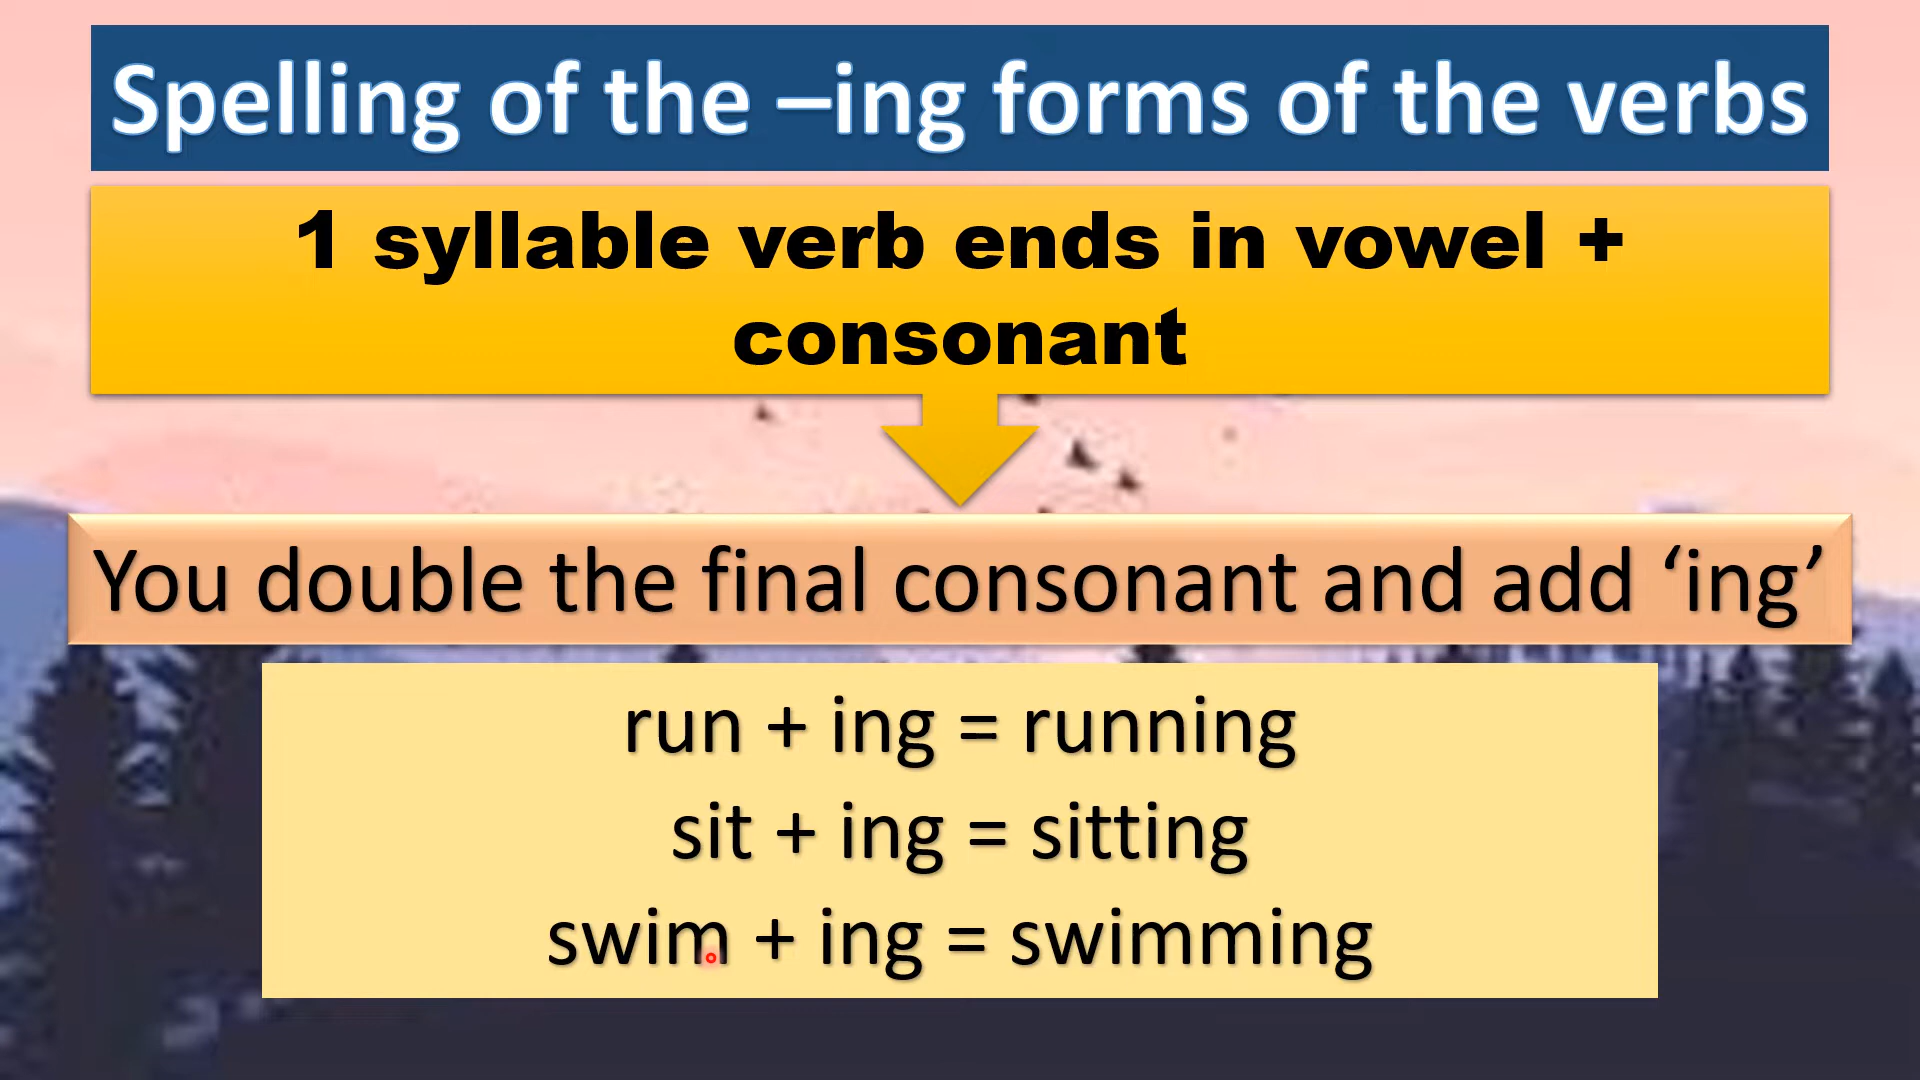 Spelling of the –ing forms of the verbs
1 syllable verb ends in vowel +
consonant
You double the final consonant and add ‘ing’
run + ing = running
sit + ing = sitting
swim + ing = swimming